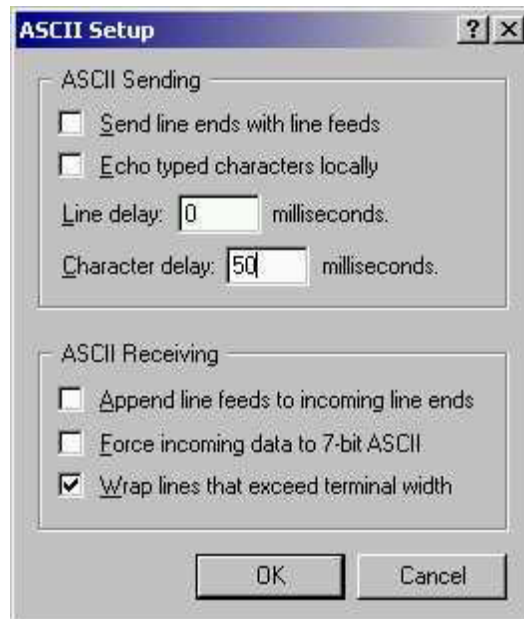 ASCII Setup
ASCII Sending
Send line ends with line feeds
Echo typed characters locally
Line delay: 0 milliseconds.
Character delay: 50 milliseconds.
ASCII Receiving
Append line feeds to incoming line ends
Force incoming data to 7-bit ASCII
Wrap lines that exceed terminal width
OK Cancel